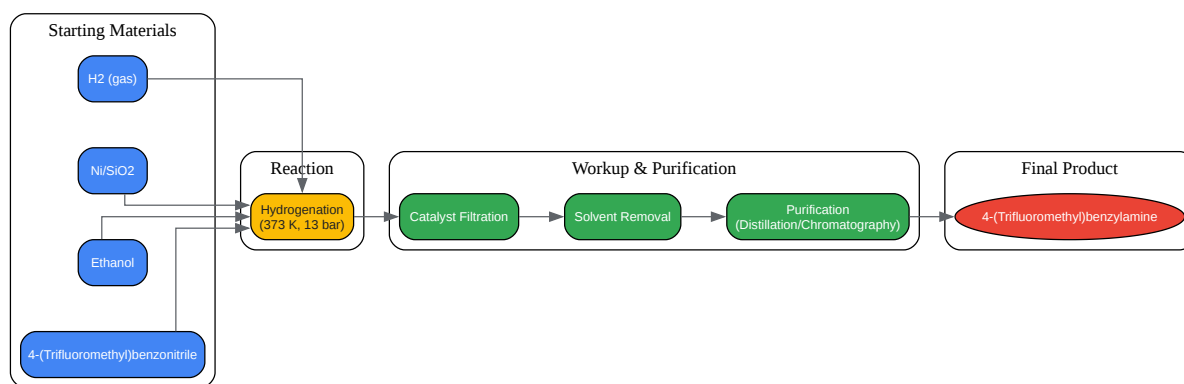 Starting Materials
H2 (gas)
Ni/SiO2
Ethanol
4-(Trifluoromethyl)benzonitrile
Reaction
Hydrogenation
(373 K, 13 bar)
Workup & Purification
Catalyst Filtration
Solvent Removal
Purification
(Distillation/Chromatography)
Final Product
4-(Trifluoromethyl)benzylamine